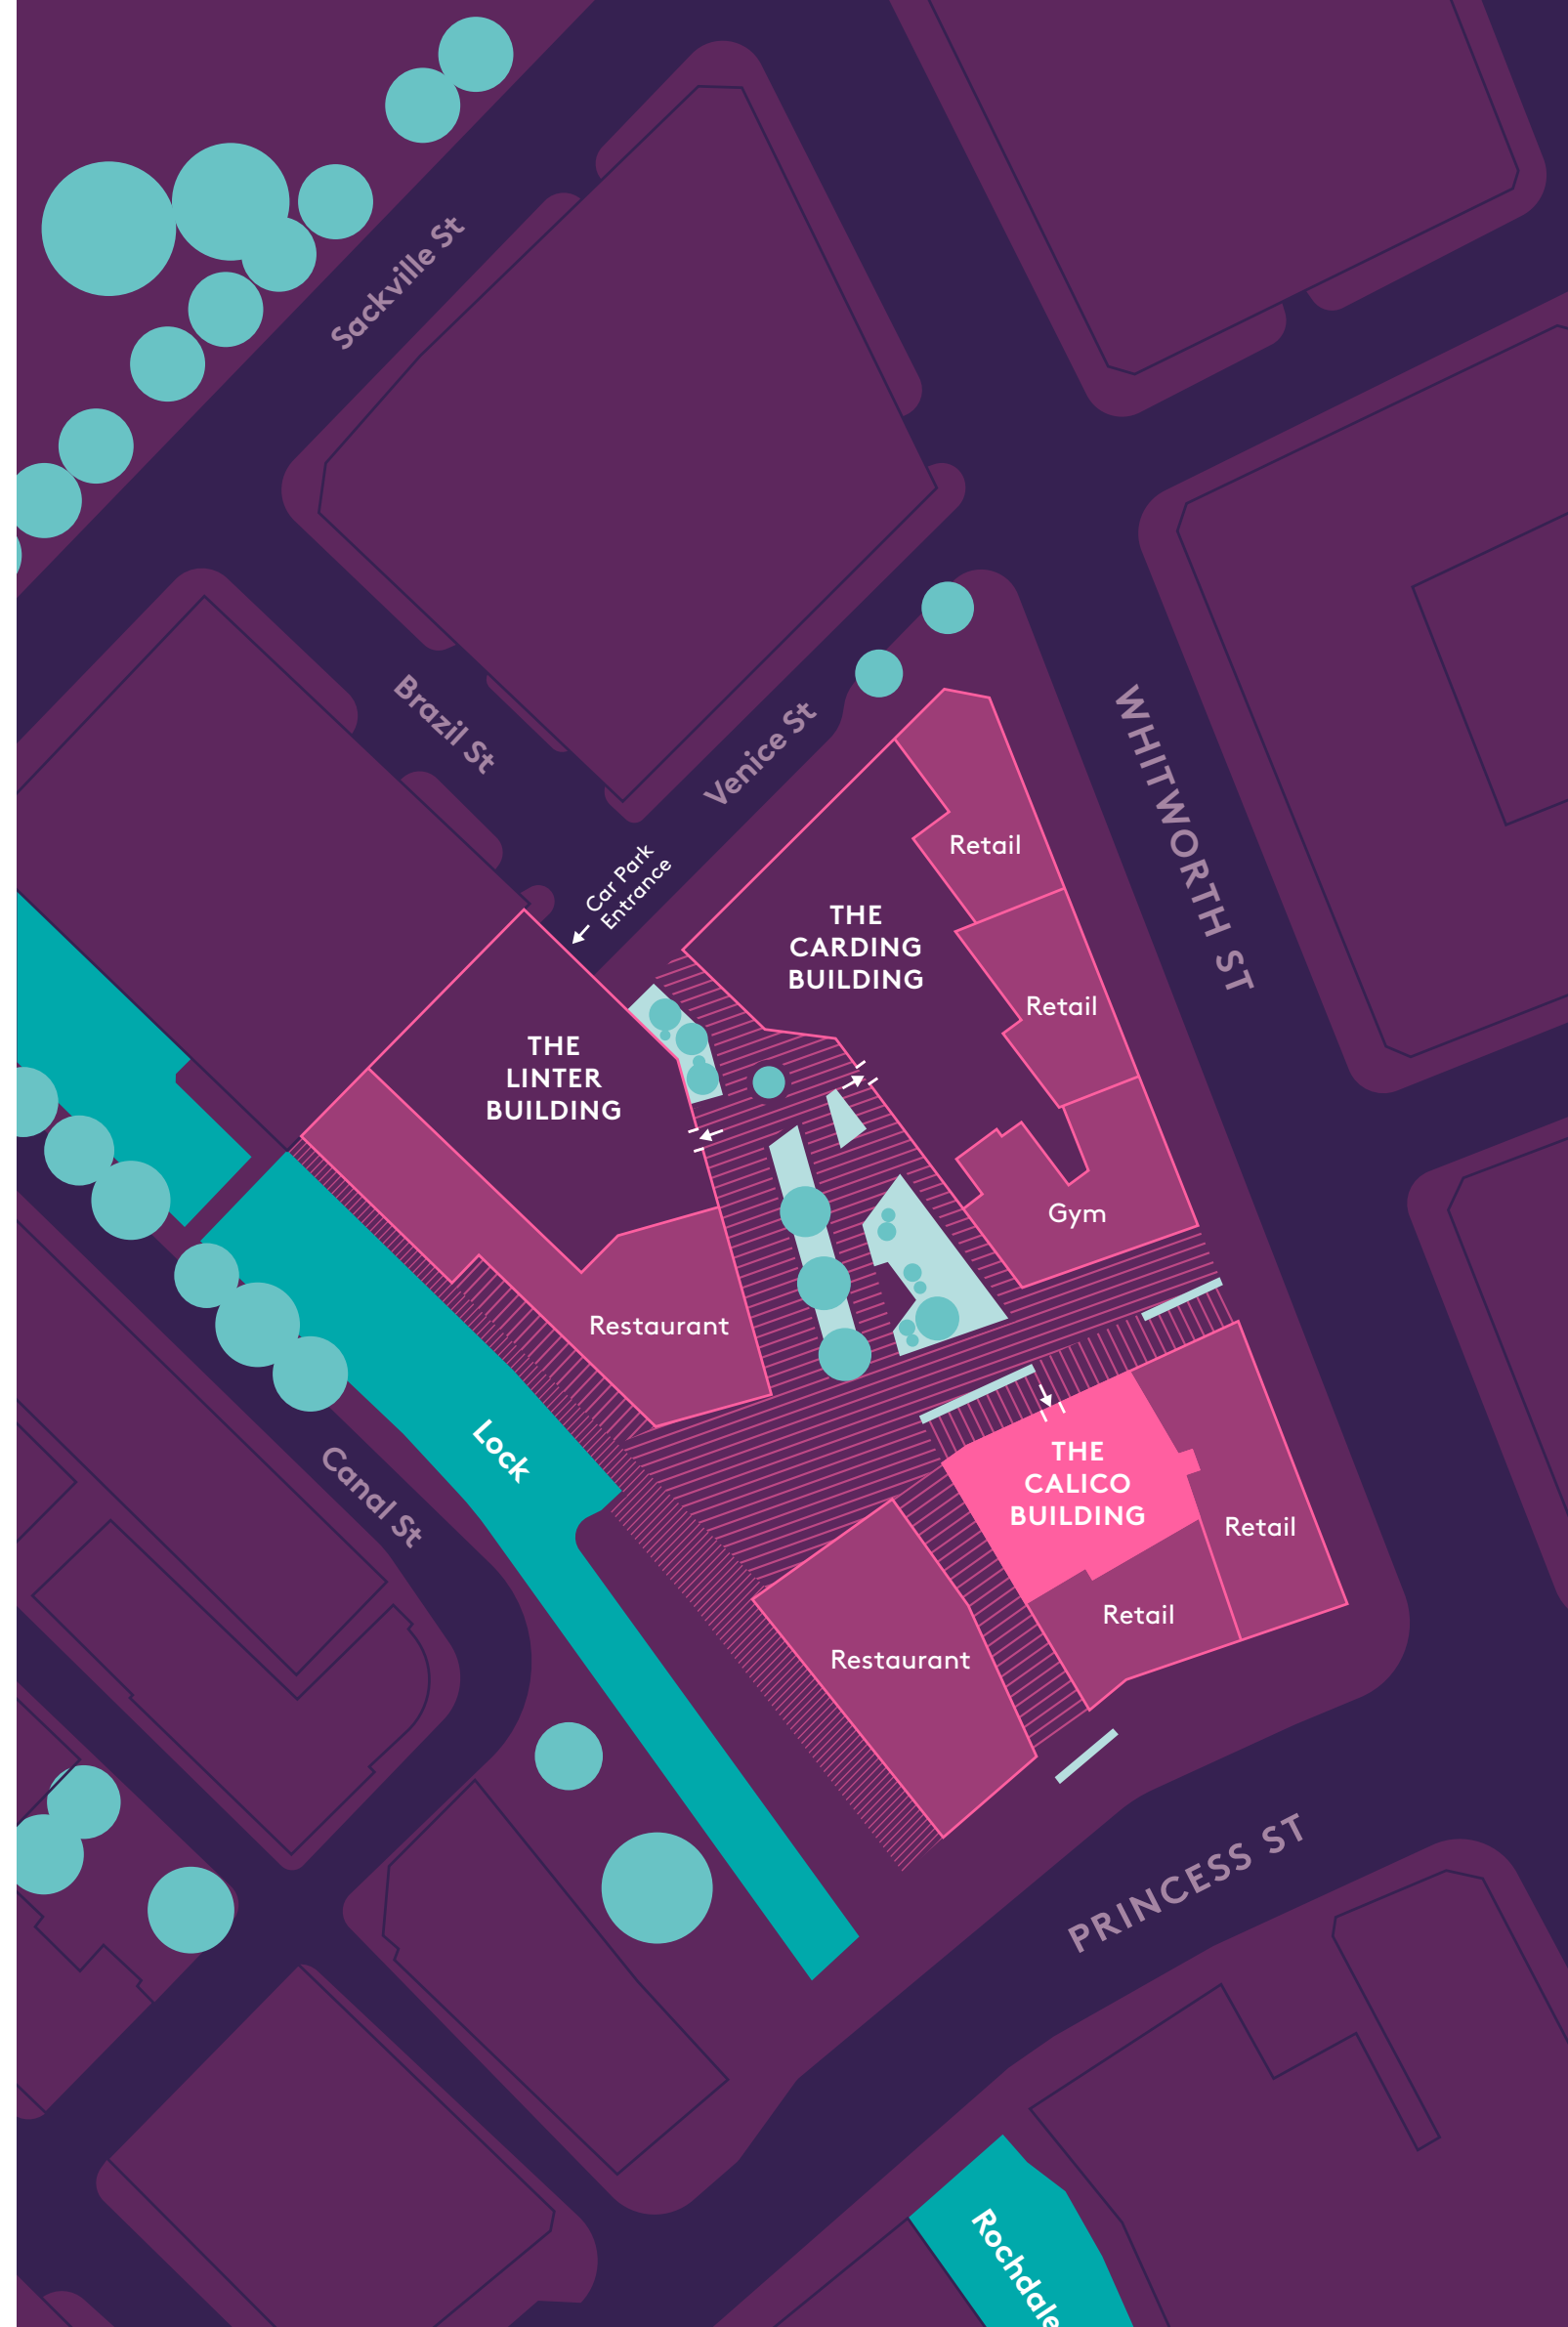 Sackville St
Brazil St
Venice St
WHITWORTH ST
Car Park
Entrance
Retail
THE
CARDING
BUILDING
Retail
THE
LINTER
BUILDING
Gym
Restaurant
Lock
Canal St
THE
CALICO
BUILDING
Retail
Retail
Restaurant
PRINCESS ST
Rochdale